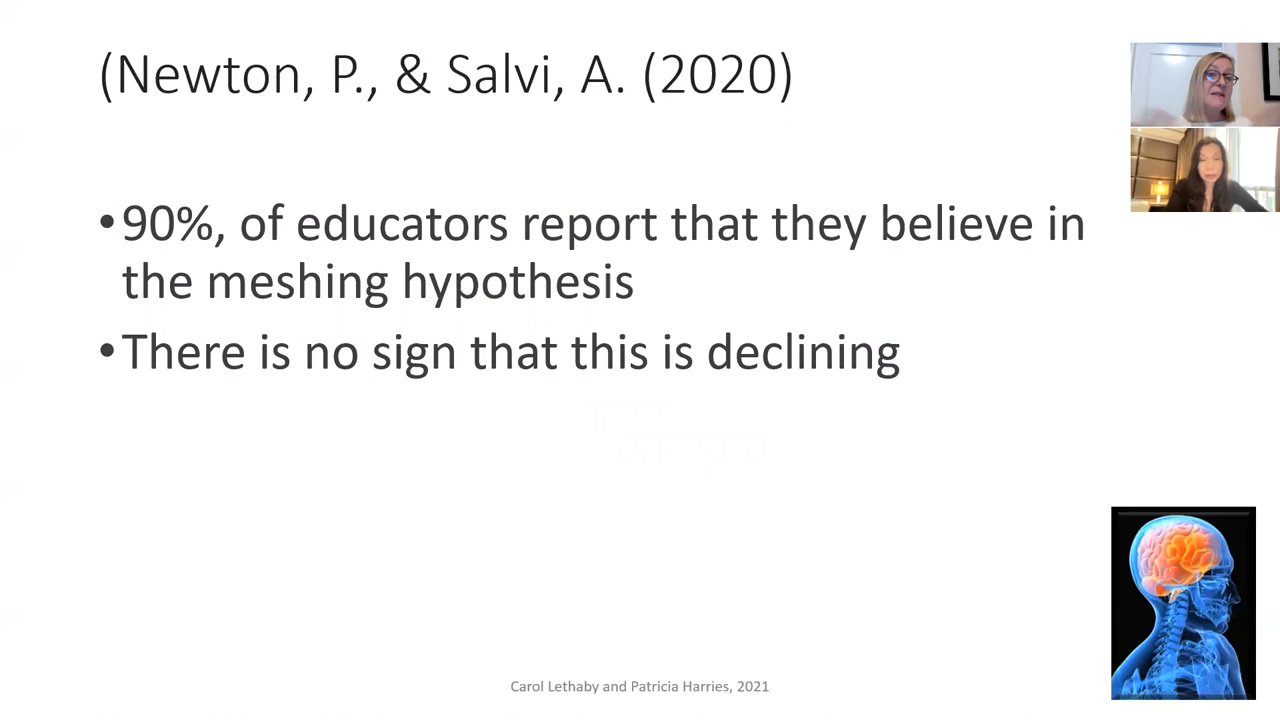 (Newton, P., & Salvi, A. (2020)
•90%, of educators report that they believe in
the meshing hypothesis
•There is no sign that this is declining
Carol Lethaby and Patricia Harries, 2021